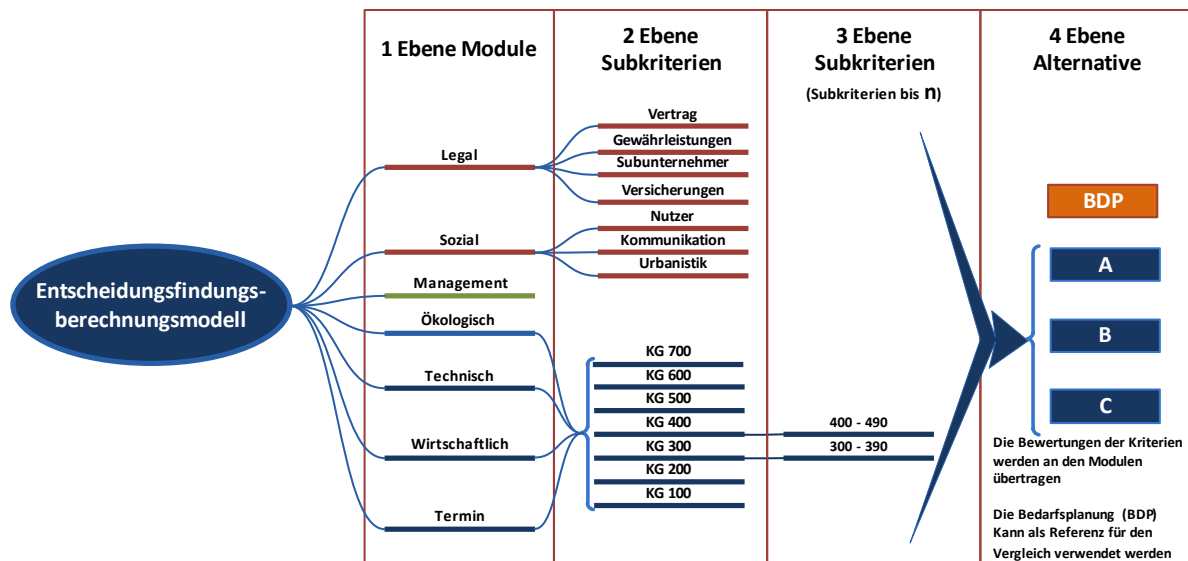 1 Ebene Module
2 Ebene
Subkriterien
3 Ebene
Subkriterien
(Subkriterien bis n)
4 Ebene
Alternative
Entscheidungsfindungs-
berechnungsmodell
Legal
Sozial
Management
Ökologisch
Technisch
Wirtschaftlich
Termin
Vertrag
Gewährleistungen
Subunternehmer
Versicherungen
Nutzer
Kommunikation
Urbanistik
KG 700
KG 600
KG 500
KG 400
KG 300
KG 200
KG 100
400 - 490
300 - 390
BDP
A
B
C
Die Bewertungen der Kriterien
werden an den Modulen
übertragen
Die Bedarfsplanung (BDP)
Kann als Referenz für den
Vergleich verwendet werden